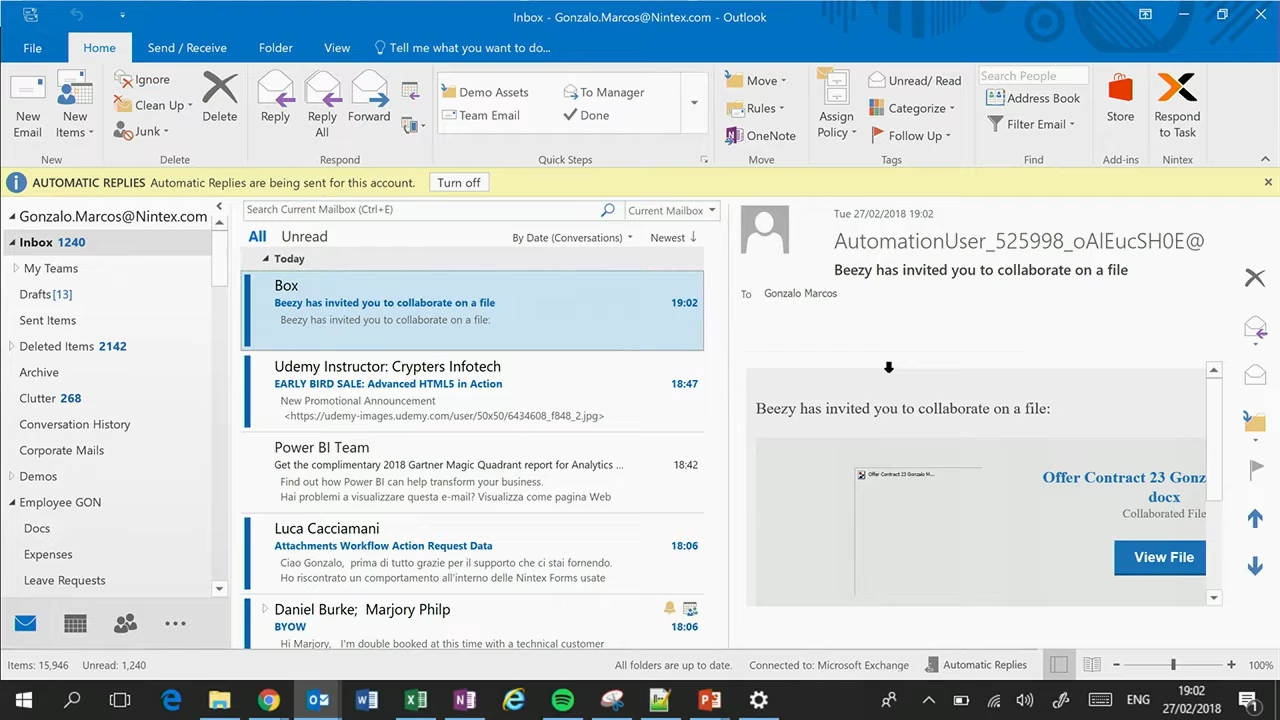 Inbox - Gonzalo.Marcos@Nintex.com - Outlook
File
Home
Send / Receive
Folder
View
Tell me what you want to do...
New
Email
New
Items
New
Ignore
Clean Up
Junk
Delete
Delete
Reply
Reply
All
Forward
Respond
Demo Assets
Team Email
To Manager
Done
Quick Steps
Move
Rules
OneNote
Move
Assign
Policy
Unread/ Read
Categorize
Follow Up
Tags
Search People
Address Book
Filter Email
Find
Store
Add-ins
Respond
to Task
Nintex
AUTOMATIC REPLIES Automatic Replies are being sent for this account.
Turn off
Gonzalo.Marcos@Nintex.com
Inbox 1240
My Teams
Drafts [13]
Sent Items
Deleted Items 2142
Archive
Clutter 268
Conversation History
Corporate Mails
Demos
Employee GON
Docs
Expenses
Leave Requests
Search Current Mailbox (Ctrl+E)
Current Mailbox
All Unread
By Date (Conversations)
Newest
Today
Box
Beezy has invited you to collaborate on a file 19:02
Beezy has invited you to collaborate on a file:
Udemy Instructor: Crypters Infotech
EARLY BIRD SALE: Advanced HTML5 in Action 18:47
New Promotional Announcement
<https://udemy-images.udemy.com/user/50x50/6434608_f848_2.jpg>
Power BI Team
Get the complimentary 2018 Gartner Magic Quadrant report for Analytics ... 18:42
Find out how Power BI can help transform your business.
Hai problemi a visualizzare questa e-mail? Visualizza come pagina Web
Luca Cacciamani
Attachments Workflow Action Request Data 18:06
Ciao Gonzalo, prima di tutto grazie per il supporto che ci stai fornendo.
Ho riscontrato un comportamento all'interno delle Nintex Forms usate
Daniel Burke; Marjory Philp
BYOW 18:06
Hi Marjory, I'm double booked at this time with a technical customer
Tue 27/02/2018 19:02
AutomationUser_525998_oAlEucSH0E@
Beezy has invited you to collaborate on a file
To Gonzalo Marcos
Beezy has invited you to collaborate on a file:
Offer Contract 23 Gonzalo M...
Offer Contract 23 Gonz
docx
Collaborated File
View File
Items: 15,946 Unread: 1,240
All folders are up to date.
Connected to: Microsoft Exchange
Automatic Replies
100%
ENG
19:02
27/02/2018
1